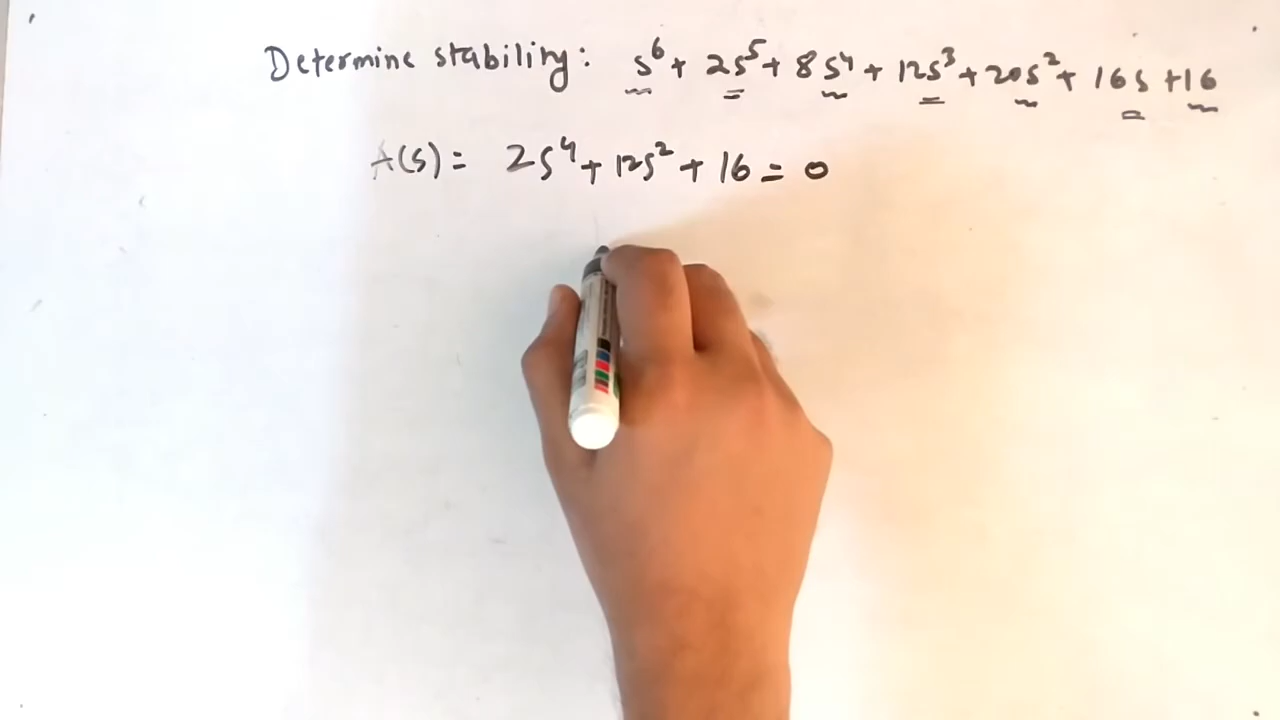 Determine stability: s⁶ + 2s⁵ + 8s⁴ + 12s³ + 20s² + 16s + 16
A(s) = 2s⁴ + 12s² + 16 = 0